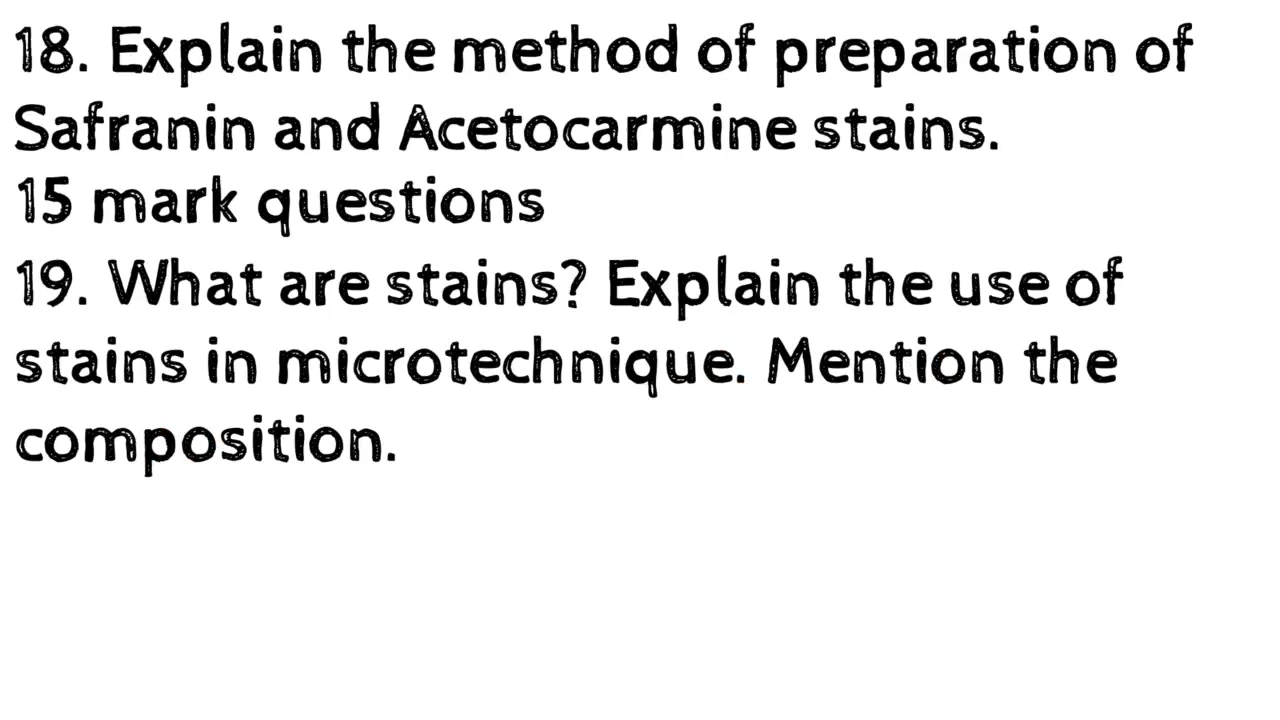 18. Explain the method of preparation of
Safranin and Acetocarmine stains.
15 mark questions
19. What are stains? Explain the use of
stains in microtechnique. Mention the
composition.